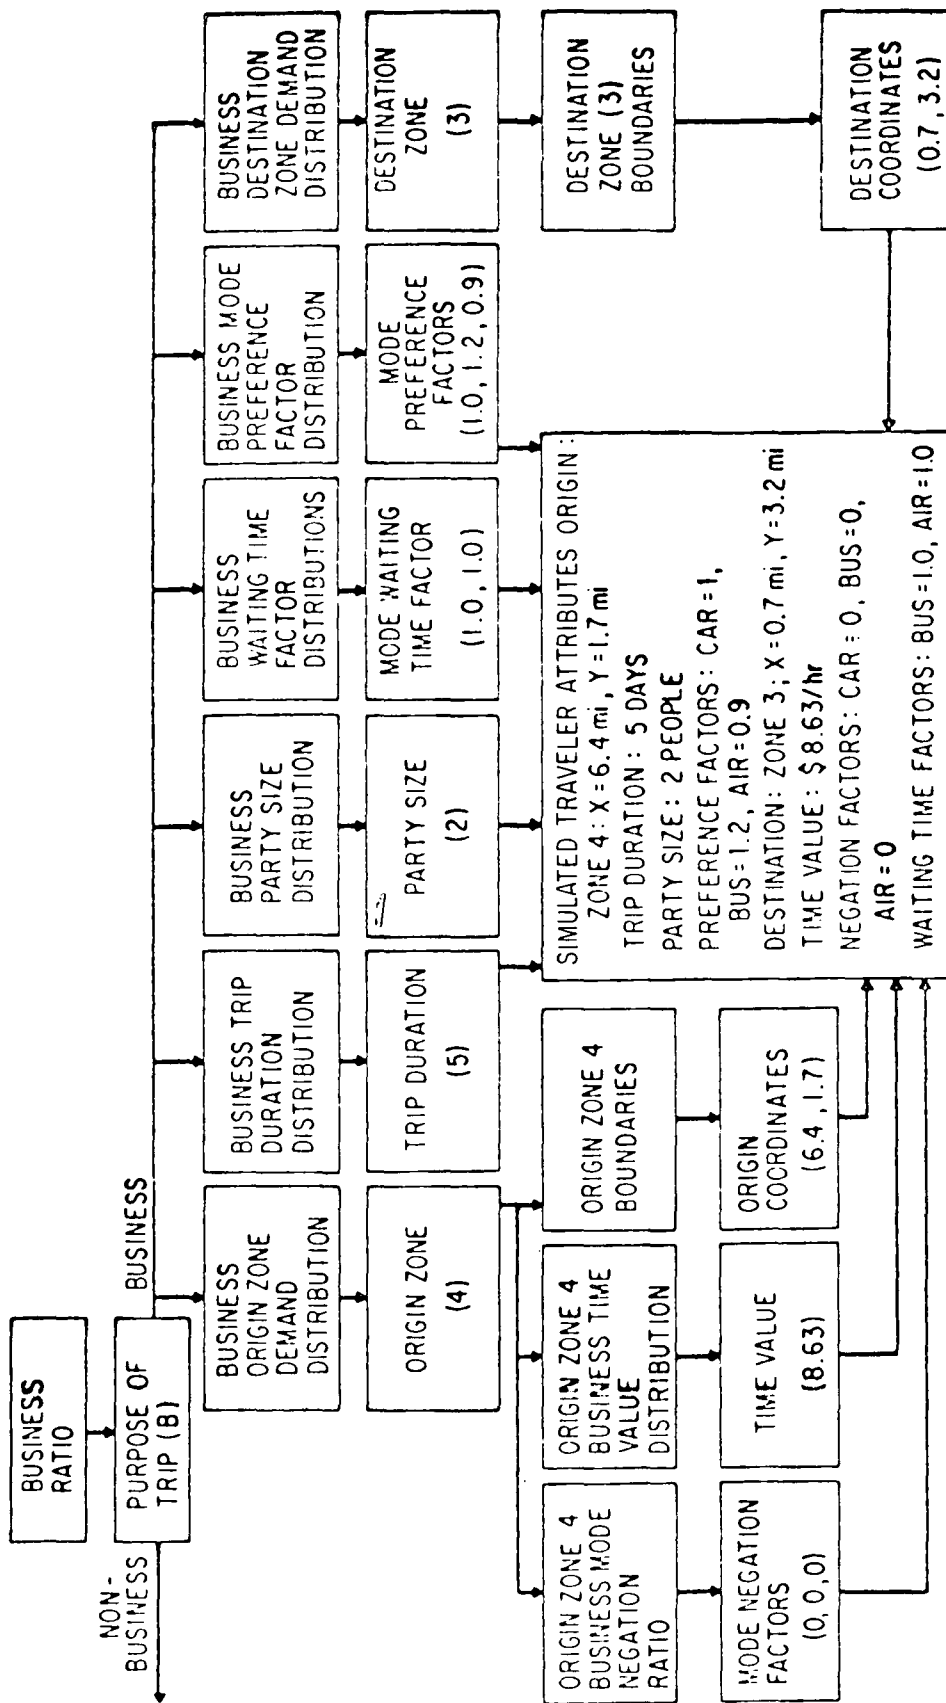 BUSINESS
RATIO
PURPOSE OF
TRIP (B)
NON-
BUSINESS
BUSINESS
BUSINESS
ORIGIN ZONE
DEMAND
DISTRIBUTION
BUSINESS TRIP
DURATION
DISTRIBUTION
BUSINESS
PARTY SIZE
DISTRIBUTION
BUSINESS
WAITING TIME
FACTOR
DISTRIBUTIONS
BUSINESS MODE
PREFERENCE
FACTOR
DISTRIBUTION
BUSINESS
DESTINATION
ZONE DEMAND
DISTRIBUTION
ORIGIN ZONE
(4)
TRIP DURATION
(5)
PARTY SIZE
(2)
MODE WAITING
TIME FACTOR
(1.0, 1.0)
MODE
PREFERENCE
FACTORS
(1.0, 1.2, 0.9)
DESTINATION
ZONE
(3)
ORIGIN ZONE 4
BUSINESS MODE
NEGATION
RATIO
ORIGIN ZONE 4
BUSINESS TIME
VALUE
DISTRIBUTION
ORIGIN ZONE 4
BOUNDARIES
DESTINATION
ZONE (3)
BOUNDARIES
MODE NEGATION
FACTORS
(0, 0, 0)
TIME VALUE
(8.63)
ORIGIN
COORDINATES
(6.4, 1.7)
SIMULATED TRAVELER ATTRIBUTES ORIGIN:
ZONE 4: X = 6.4 mi, Y = 1.7 mi
TRIP DURATION: 5 DAYS
PARTY SIZE: 2 PEOPLE
PREFERENCE FACTORS: CAR = 1,
BUS = 1.2, AIR = 0.9
DESTINATION: ZONE 3; X = 0.7 mi, Y = 3.2 mi
TIME VALUE: $8.63/hr
NEGATION FACTORS: CAR = 0, BUS = 0,
AIR = 0
WAITING TIME FACTORS: BUS = 1.0, AIR = 1.0
DESTINATION
COORDINATES
(0.7, 3.2)